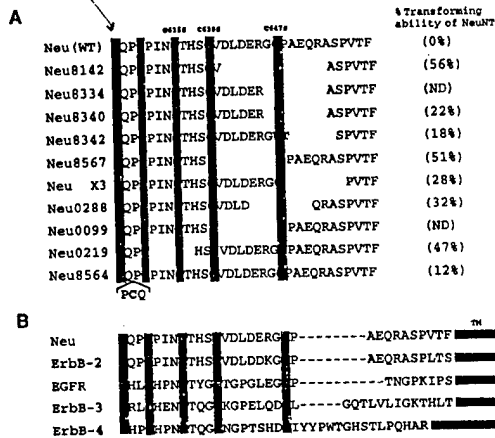 A
% Transforming
ability of NeuNT
Neu (WT) QP PIN THS VDLDERG PAEQRASPVTF (0%)
Neu8142 QP PIN THS V ASPVTF (56%)
Neu8334 QP PIN THS VDLDER ASPVTF (ND)
Neu8340 QP PIN THS VDLDER ASPVTF (22%)
Neu8342 QP PIN THS VDLDERG T SPVTF (18%)
Neu8567 QP PIN THS PAEQRASPVTF (51%)
Neu X3 QP PIN THS VDLDERG PVTF (28%)
Neu0288 QP PIN THS VDLD QRASPVTF (32%)
Neu0099 QP PIN THS PAEQRASPVTF (ND)
Neu0219 QP HS VDLDERG PAEQRASPVTF (47%)
Neu8564 QP PIN THS VDLDERG PAEQRASPVTF (12%)
PCQ
B
TM
Neu QP PIN THS VDLDERG P----------AEQRASPVTF
ErbB-2 QP PIN THS VDLDDKG P----------AEQRASPLTS
EGFR HL HPN TYG TGPGLEG P------------TNGPKIPS
ErbB-3 RL HEN TQG KGPELQD L-------GQTLVLIGKTHLT
ErbB-4 HP HPN TQG NGPTSHD IYYPWTGHSTLPQHAR